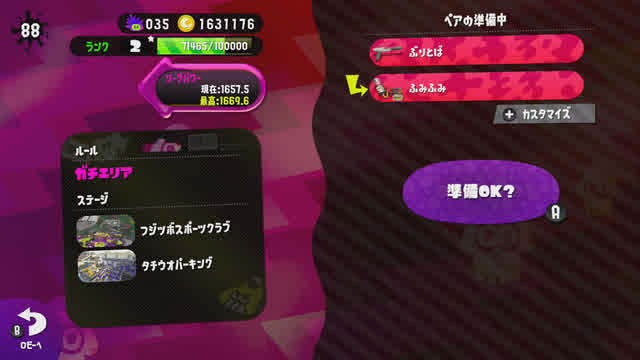 88
035
1631176
ランク 2
71465/100000
リーグパワー
現在:1657.5
最高:1669.6
ルール
ガチエリア
ステージ
フジツボスポーツクラブ
タチウオパーキング
B
ロビーへ
ペアの準備中
ぷりとば
ふみふみ
+ カスタマイズ
準備OK?
A